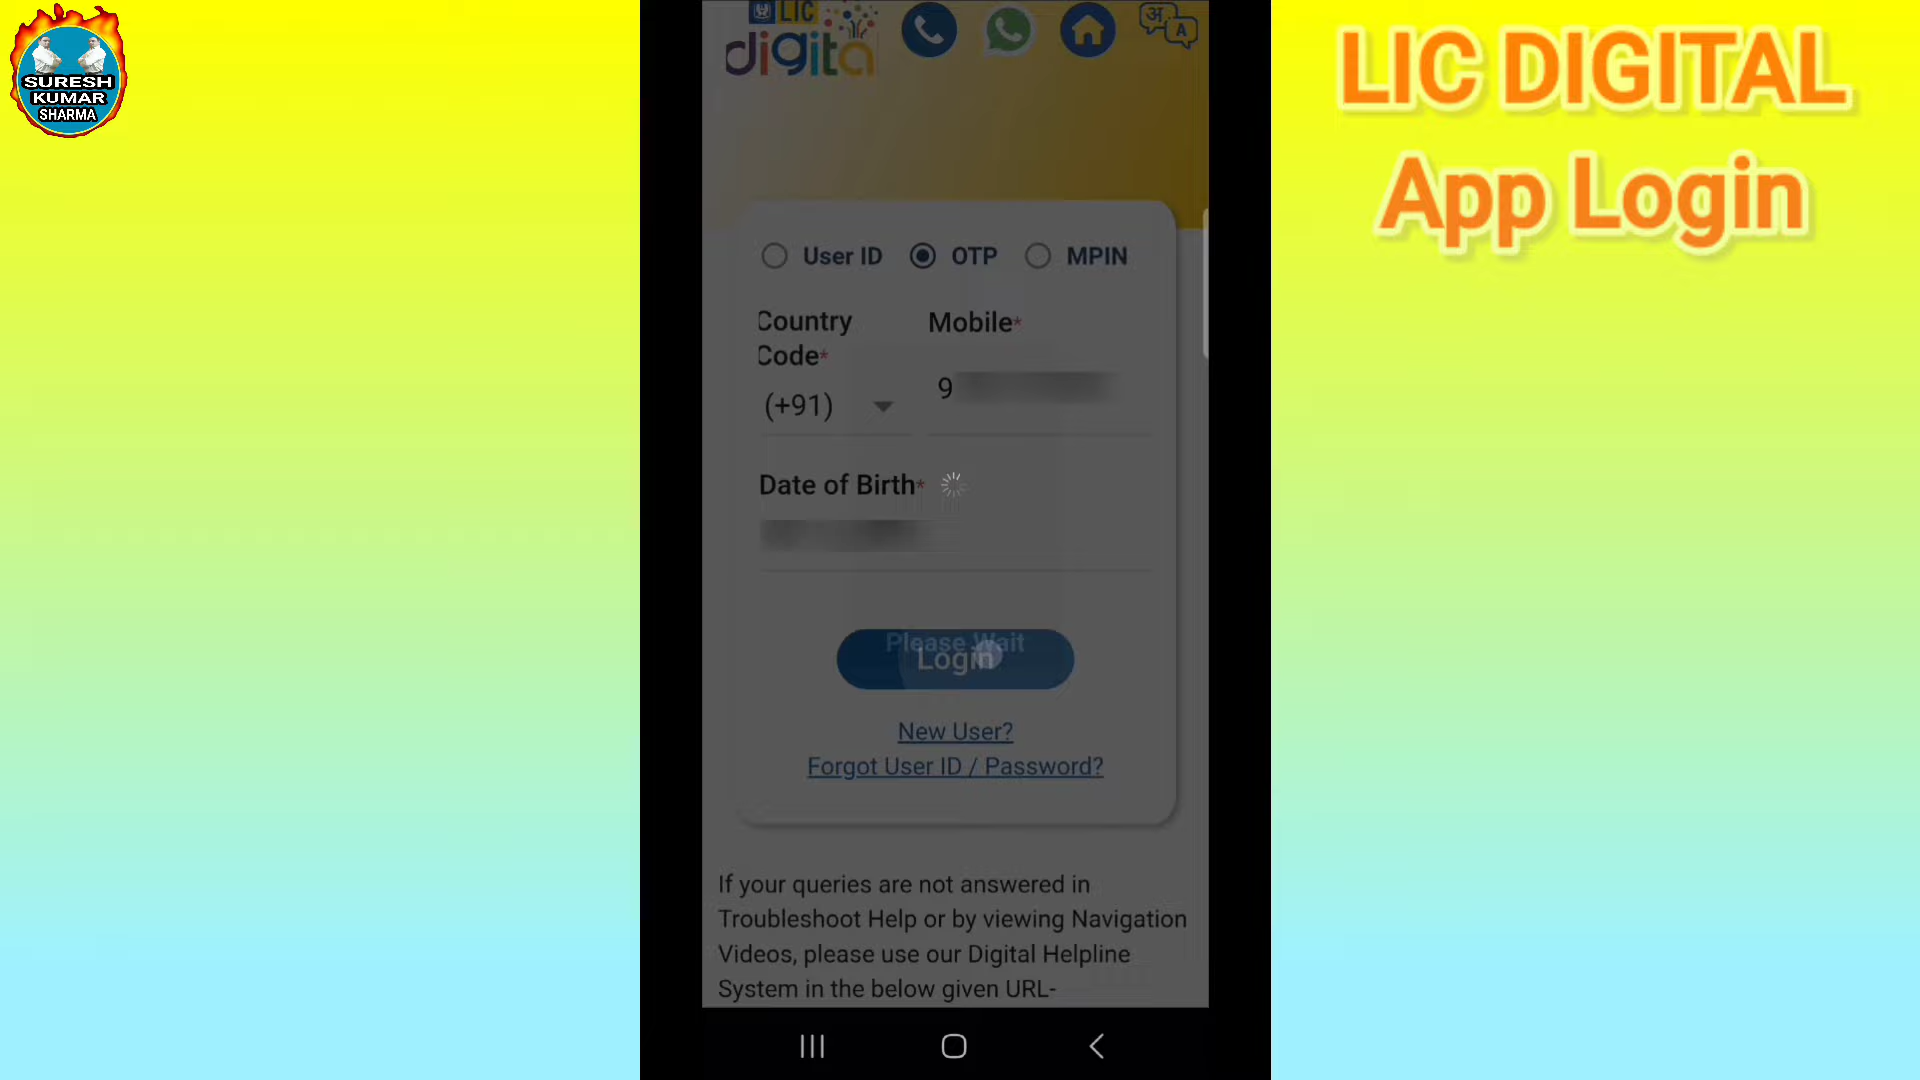 SURESH
KUMAR
SHARMA
LIC
digital
अ
A
LIC DIGITAL
App Login
User ID
OTP
MPIN
Country
Code*
Mobile*
(+91)
9
Date of Birth*
Please Wait
Login
New User?
Forgot User ID / Password?
If your queries are not answered in
Troubleshoot Help or by viewing Navigation
Videos, please use our Digital Helpline
System in the below given URL-